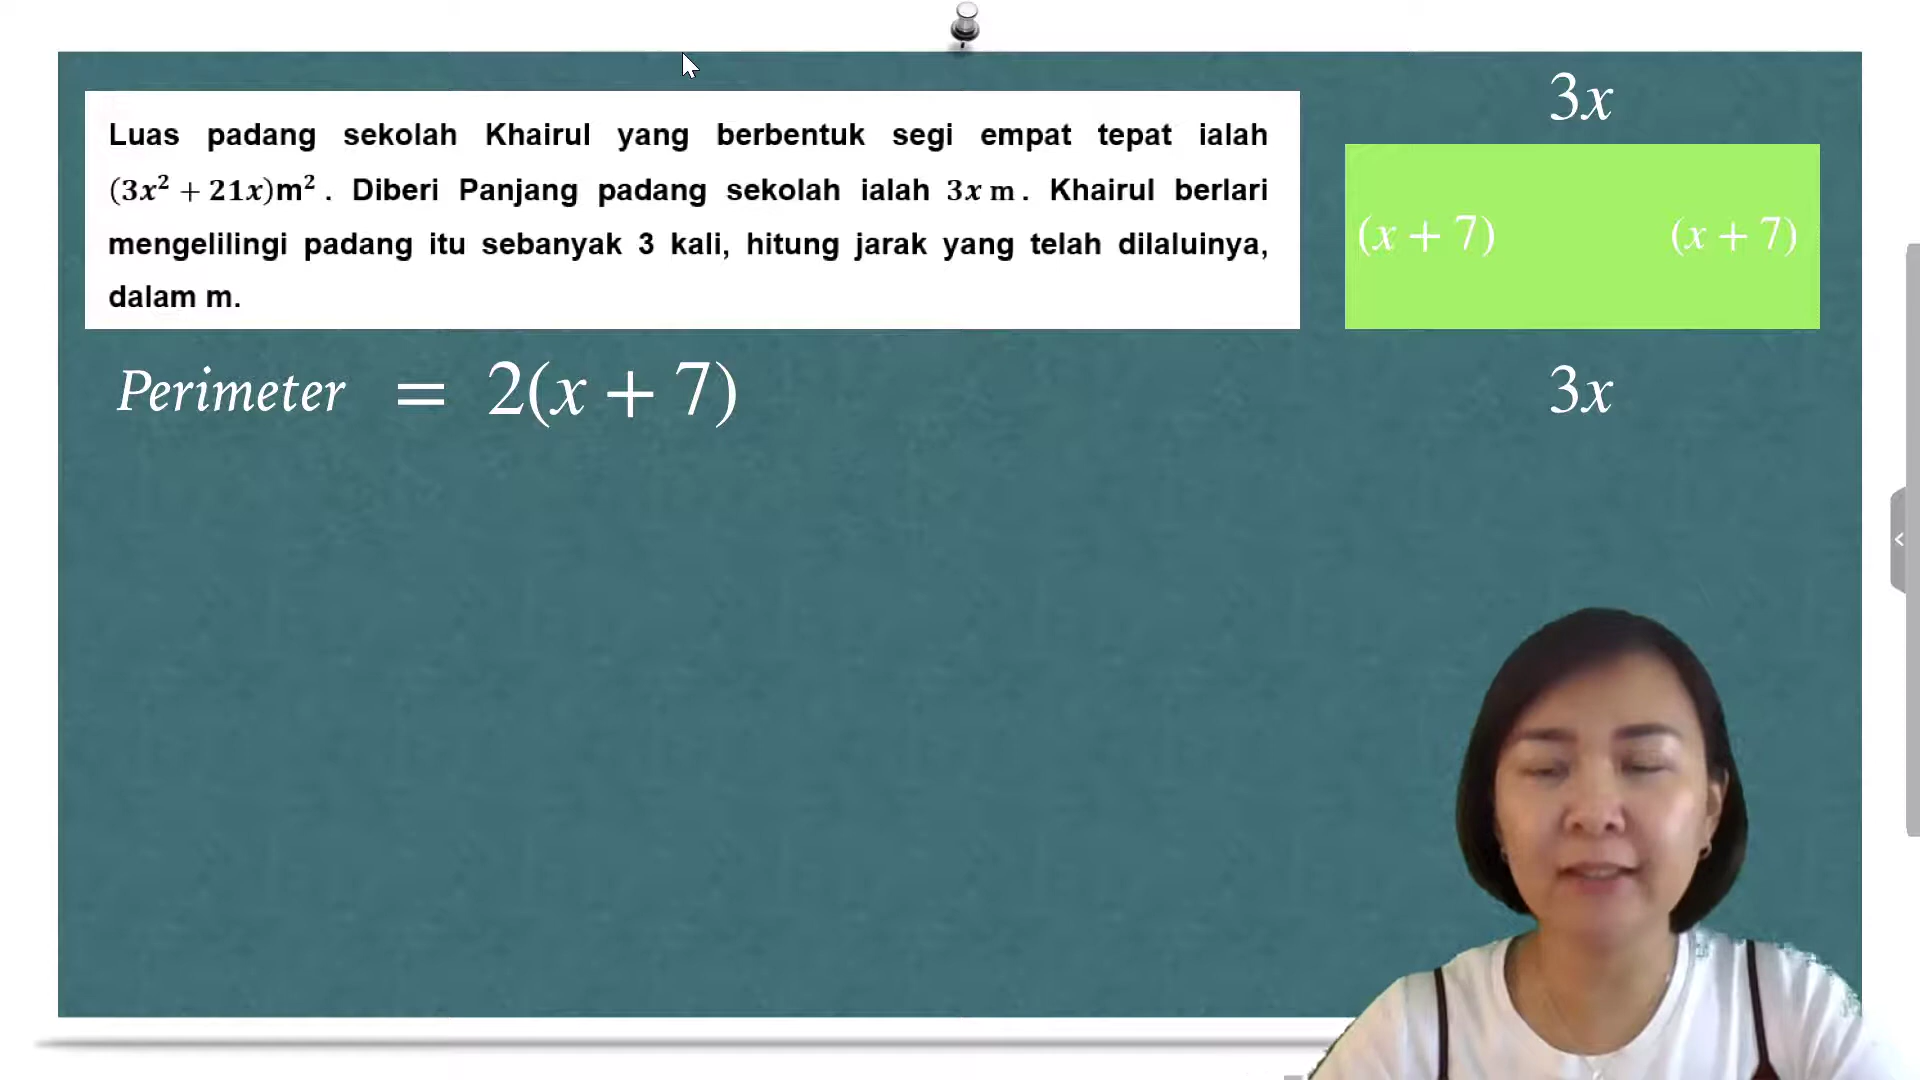 Luas padang sekolah Khairul yang berbentuk segi empat tepat ialah
(3x² + 21x)m² . Diberi Panjang padang sekolah ialah 3x m . Khairul berlari
mengelilingi padang itu sebanyak 3 kali, hitung jarak yang telah dilaluinya,
dalam m.
3x
(x + 7) (x + 7)
3x
Perimeter = 2(x + 7)